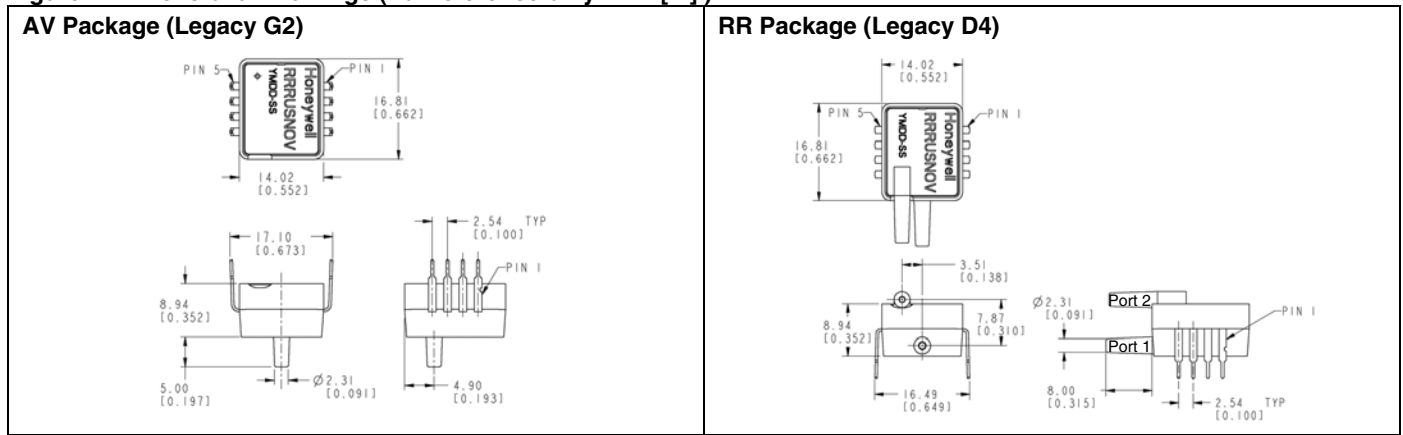 AV Package (Legacy G2)
PIN 5
PIN 1
Honeywell
RRRUSNOV
YMDD-SS
16.81
[0.662]
14.02
[0.552]
17.10
[0.673]
8.94
[0.352]
5.00
[0.197]
Ø2.31
[0.091]
2.54 TYP
[0.100]
PIN 1
4.90
[0.193]
RR Package (Legacy D4)
14.02
[0.552]
PIN 5
PIN 1
Honeywell
RRRUSNOV
YMDD-SS
16.81
[0.662]
3.51
[0.138]
8.94
[0.352]
7.87
[0.310]
16.49
[0.649]
Ø2.31
[0.091]
Port 2
Port 1
PIN 1
8.00
[0.315]
2.54 TYP
[0.100]